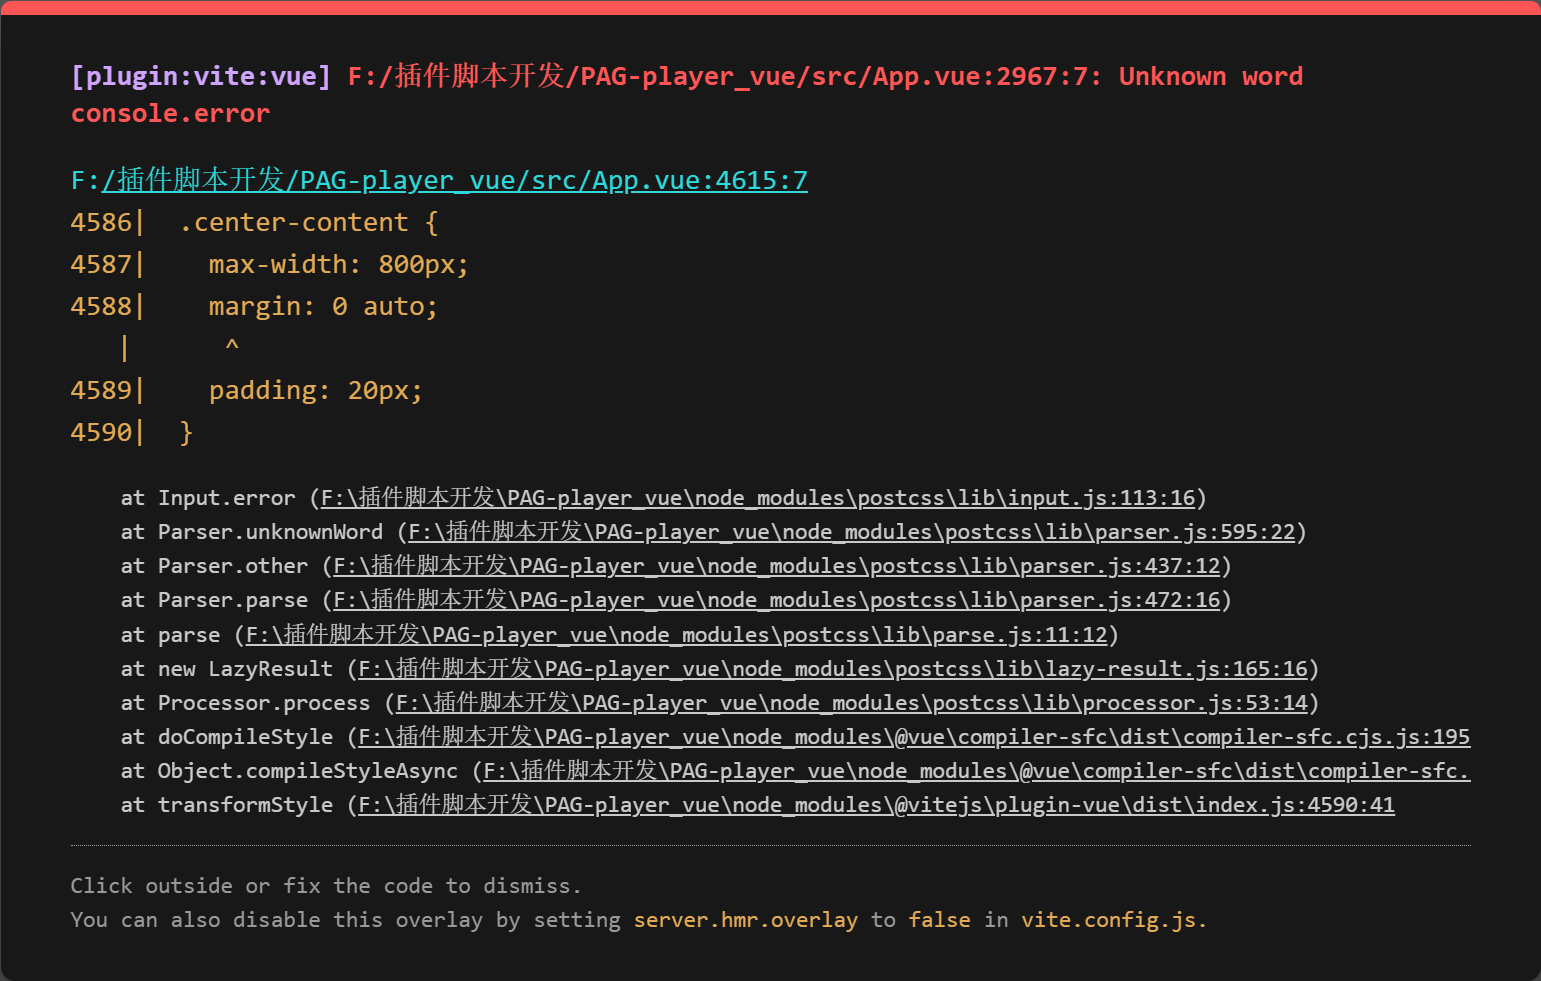 [plugin:vite:vue] F:/插件脚本开发/PAG-player_vue/src/App.vue:2967:7: Unknown word
console.error
F:/插件脚本开发/PAG-player_vue/src/App.vue:4615:7
4586|  .center-content {
4587|    max-width: 800px;
4588|    margin: 0 auto;
   |      ^
4589|    padding: 20px;
4590|  }
    at Input.error (F:\插件脚本开发\PAG-player_vue\node_modules\postcss\lib\input.js:113:16)
    at Parser.unknownWord (F:\插件脚本开发\PAG-player_vue\node_modules\postcss\lib\parser.js:595:22)
    at Parser.other (F:\插件脚本开发\PAG-player_vue\node_modules\postcss\lib\parser.js:437:12)
    at Parser.parse (F:\插件脚本开发\PAG-player_vue\node_modules\postcss\lib\parser.js:472:16)
    at parse (F:\插件脚本开发\PAG-player_vue\node_modules\postcss\lib\parse.js:11:12)
    at new LazyResult (F:\插件脚本开发\PAG-player_vue\node_modules\postcss\lib\lazy-result.js:165:16)
    at Processor.process (F:\插件脚本开发\PAG-player_vue\node_modules\postcss\lib\processor.js:53:14)
    at doCompileStyle (F:\插件脚本开发\PAG-player_vue\node_modules\@vue\compiler-sfc\dist\compiler-sfc.cjs.js:195
    at Object.compileStyleAsync (F:\插件脚本开发\PAG-player_vue\node_modules\@vue\compiler-sfc\dist\compiler-sfc.
    at transformStyle (F:\插件脚本开发\PAG-player_vue\node_modules\@vitejs\plugin-vue\dist\index.js:4590:41
Click outside or fix the code to dismiss.
You can also disable this overlay by setting server.hmr.overlay to false in vite.config.js.